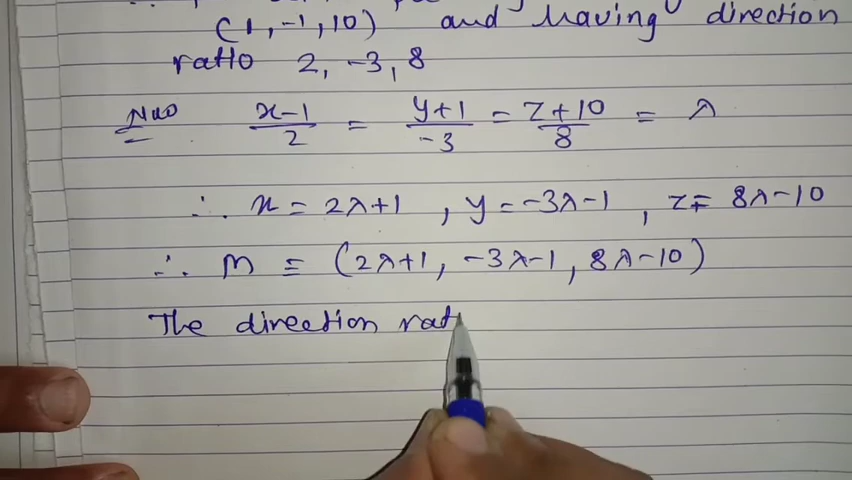 (1, -1, 10) and having direction
ratio 2, -3, 8
Now x-1/2 = y+1/-3 = z+10/8 = λ
∴ x = 2λ+1 , y = -3λ-1 , z = 8λ-10
∴ M ≡ (2λ+1, -3λ-1, 8λ-10)
The direction rat